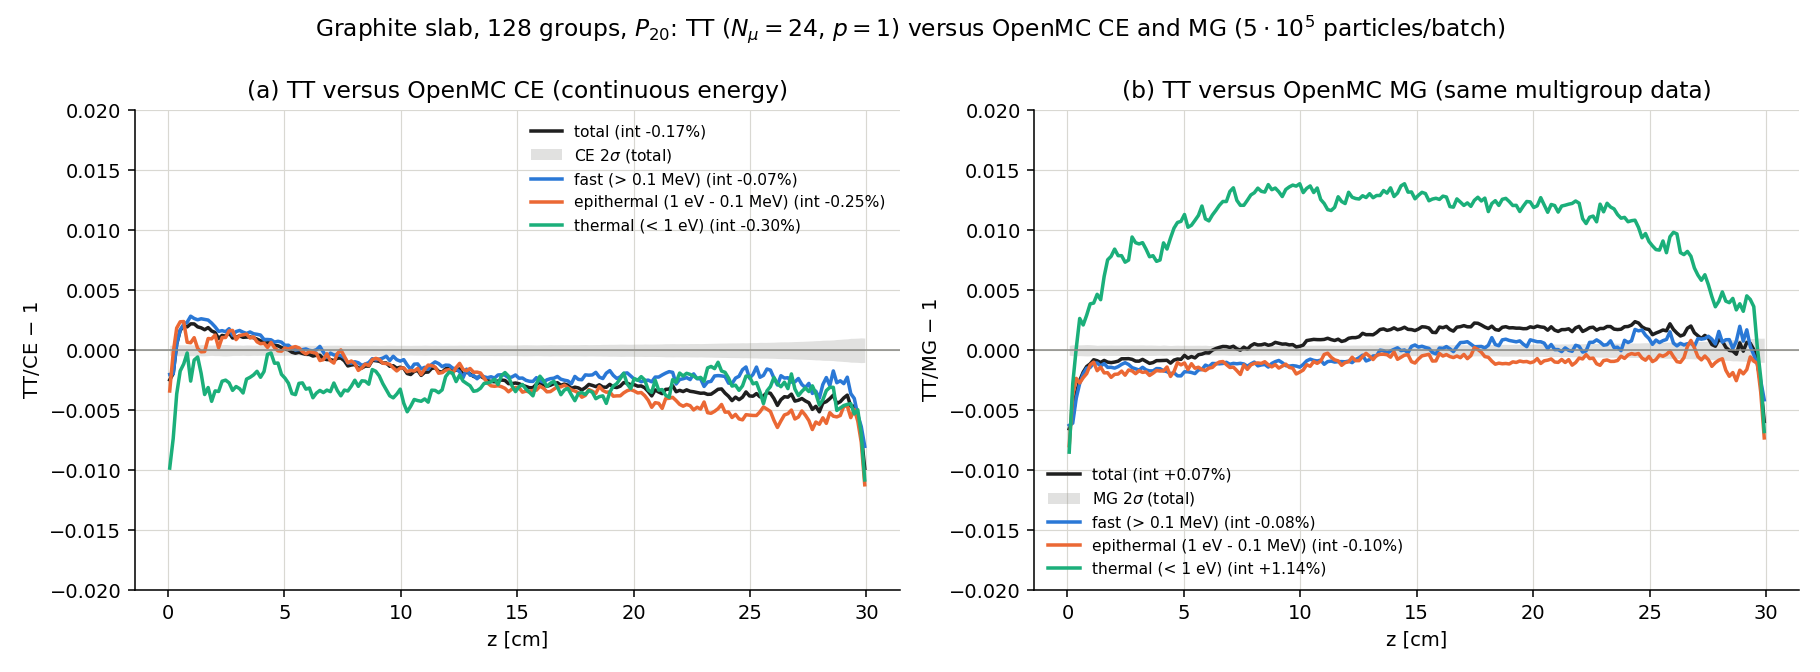 Graphite slab, 128 groups, $P_{20}$: TT ($N_\mu = 24$, $p = 1$) versus OpenMC CE and MG ($5 \cdot 10^5$ particles/batch)
(a) TT versus OpenMC CE (continuous energy)
TT/CE − 1
0.020
0.015
0.010
0.005
0.000
−0.005
−0.010
−0.015
−0.020
total (int -0.17%)
CE 2σ (total)
fast (> 0.1 MeV) (int -0.07%)
epithermal (1 eV - 0.1 MeV) (int -0.25%)
thermal (< 1 eV) (int -0.30%)
0 5 10 15 20 25 30
z [cm]
(b) TT versus OpenMC MG (same multigroup data)
TT/MG − 1
0.020
0.015
0.010
0.005
0.000
−0.005
−0.010
−0.015
−0.020
total (int +0.07%)
MG 2σ (total)
fast (> 0.1 MeV) (int -0.08%)
epithermal (1 eV - 0.1 MeV) (int -0.10%)
thermal (< 1 eV) (int +1.14%)
0 5 10 15 20 25 30
z [cm]